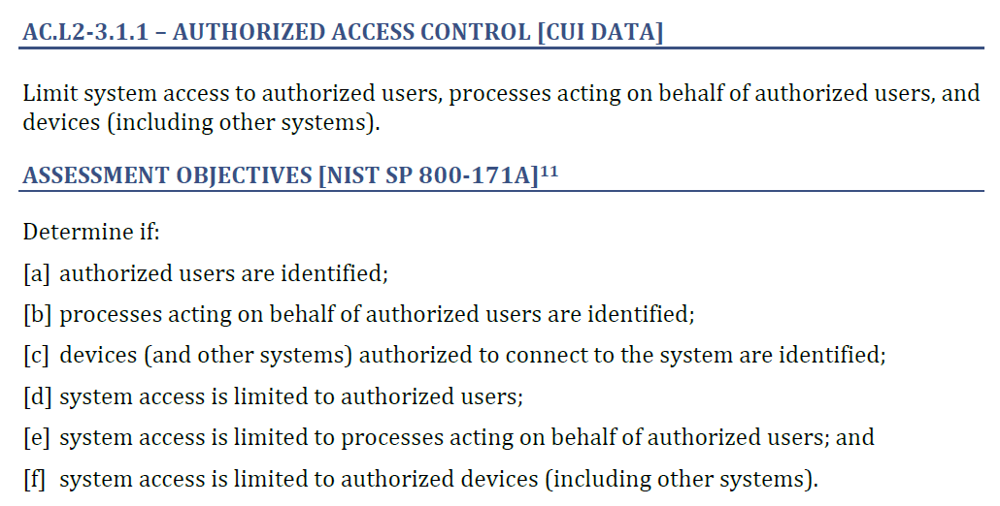 AC.L2-3.1.1 – AUTHORIZED ACCESS CONTROL [CUI DATA]
Limit system access to authorized users, processes acting on behalf of authorized users, and
devices (including other systems).
ASSESSMENT OBJECTIVES [NIST SP 800-171A]11
Determine if:
[a] authorized users are identified;
[b] processes acting on behalf of authorized users are identified;
[c] devices (and other systems) authorized to connect to the system are identified;
[d] system access is limited to authorized users;
[e] system access is limited to processes acting on behalf of authorized users; and
[f] system access is limited to authorized devices (including other systems).